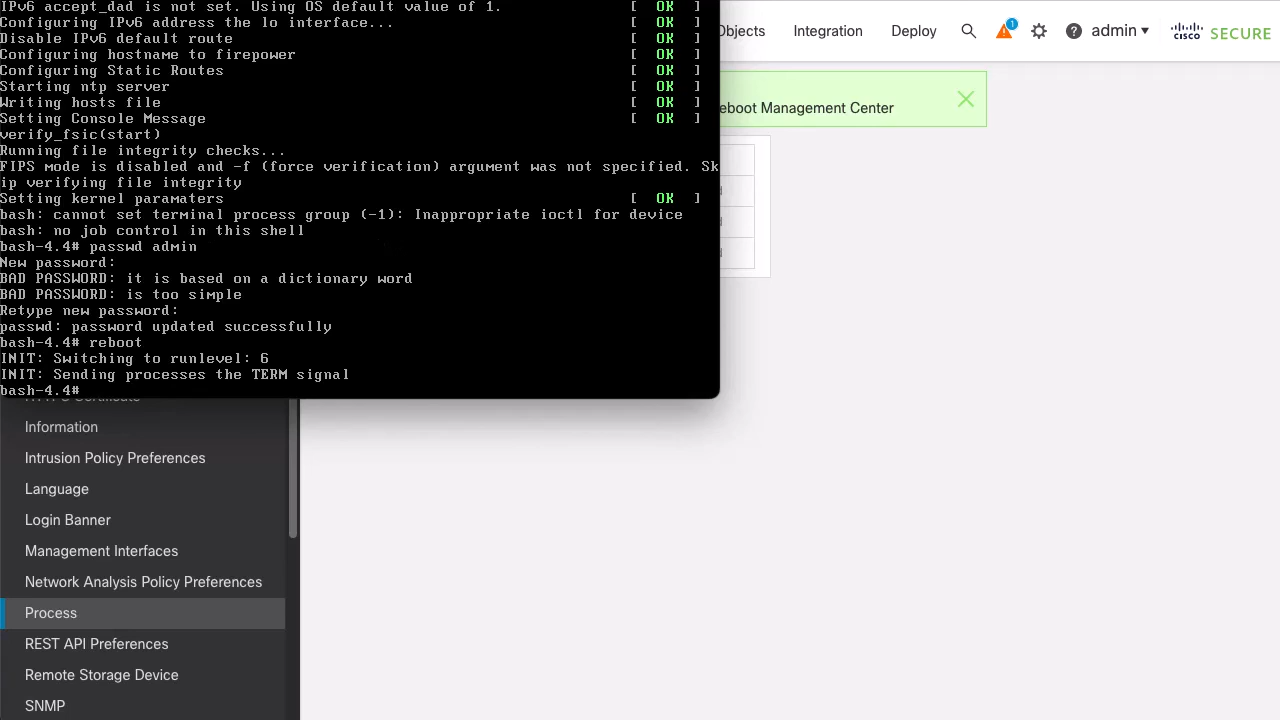 IPv6 accept_dad is not set. Using OS default value of 1. [ OK ]
Configuring IPv6 address the lo interface... [ OK ]
Disable IPv6 default route [ OK ]
Configuring hostname to firepower [ OK ]
Configuring Static Routes [ OK ]
Starting ntp server [ OK ]
Writing hosts file [ OK ]
Setting Console Message [ OK ]
verify_fsic(start)
Running file integrity checks...
FIPS mode is disabled and -f (force verification) argument was not specified. Sk
ip verifying file integrity
Setting kernel parameters [ OK ]
bash: cannot set terminal process group (-1): Inappropriate ioctl for device
bash: no job control in this shell
bash-4.4# passwd admin
New password:
BAD PASSWORD: it is based on a dictionary word
BAD PASSWORD: is too simple
Retype new password:
passwd: password updated successfully
bash-4.4# reboot
INIT: Switching to runlevel: 6
INIT: Sending processes the TERM signal
bash-4.4#
Objects Integration Deploy 1 ? admin CISCO SECURE
eboot Management Center
Information
Intrusion Policy Preferences
Language
Login Banner
Management Interfaces
Network Analysis Policy Preferences
Process
REST API Preferences
Remote Storage Device
SNMP